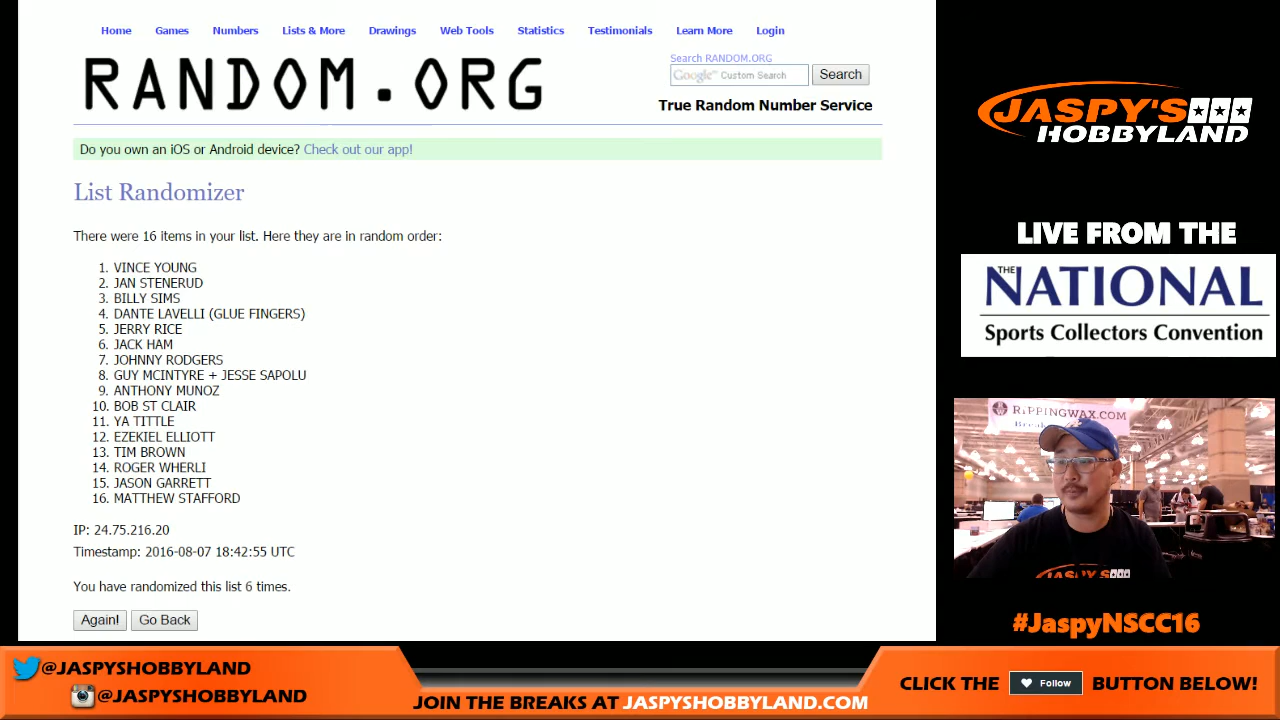 Home Games Numbers Lists & More Drawings Web Tools Statistics Testimonials Learn More Login
RANDOM.ORG
Search RANDOM.ORG
Google™ Custom Search Search
True Random Number Service
Do you own an iOS or Android device? Check out our app!
List Randomizer
There were 16 items in your list. Here they are in random order:
1. VINCE YOUNG
2. JAN STENERUD
3. BILLY SIMS
4. DANTE LAVELLI (GLUE FINGERS)
5. JERRY RICE
6. JACK HAM
7. JOHNNY RODGERS
8. GUY MCINTYRE + JESSE SAPOLU
9. ANTHONY MUNOZ
10. BOB ST CLAIR
11. YA TITTLE
12. EZEKIEL ELLIOTT
13. TIM BROWN
14. ROGER WHERLI
15. JASON GARRETT
16. MATTHEW STAFFORD
IP: 24.75.216.20
Timestamp: 2016-08-07 18:42:55 UTC
You have randomized this list 6 times.
Again! Go Back
JASPY'S
HOBBYLAND
LIVE FROM THE
THE NATIONAL
Sports Collectors Convention
RIPPINGWAX.COM
JASPY'S
#JaspyNSCC16
@JASPYSHOBBYLAND
@JASPYSHOBBYLAND
JOIN THE BREAKS AT JASPYSHOBBYLAND.COM
CLICK THE Follow BUTTON BELOW!